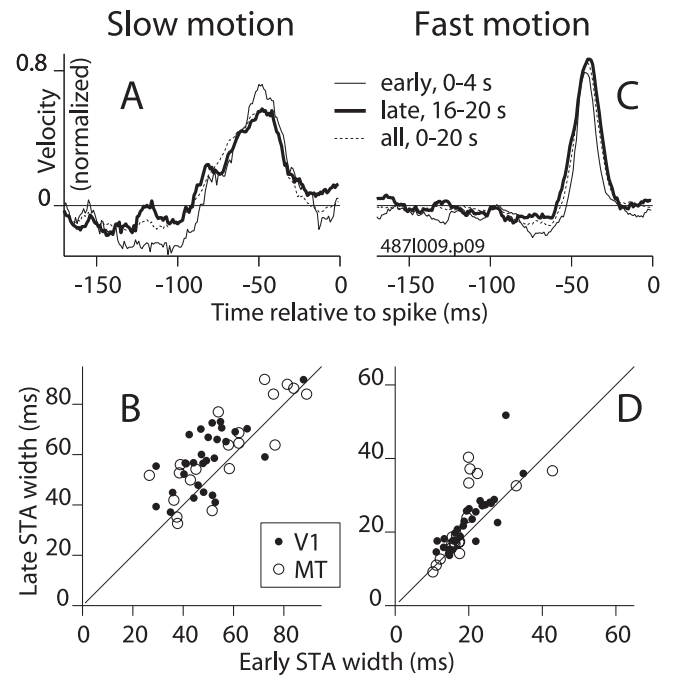 Slow motion
Fast motion
0.8
0
Velocity
(normalized)
A
early, 0-4 s
late, 16-20 s
all, 0-20 s
C
487l009.p09
-150
-100
-50
0
-150
-100
-50
0
Time relative to spike (ms)
B
80
60
40
20
0
Late STA width (ms)
V1
MT
0
20
40
60
80
D
60
40
20
0
0
20
40
60
Early STA width (ms)